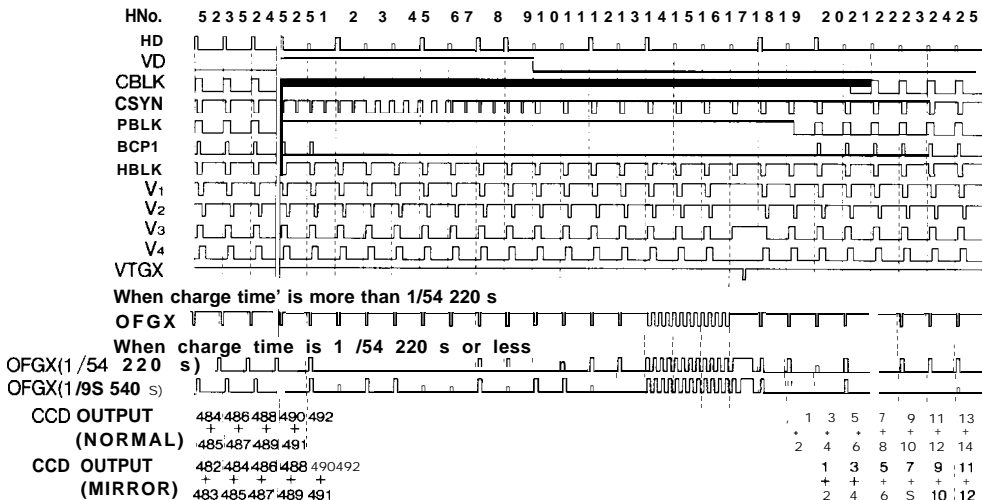 HNo. 5 2 3 5 2 4 5 2 5 1 2 3 4 5 6 7 8 9 1 0 1 1 1 2 1 3 1 4 1 5 1 6 1 7 1 8 1 9 2 0 2 1 2 2 2 3 2 4 2 5
HD
VD
CBLK
CSYN
PBLK
BCP1
HBLK
V1
V2
V3
V4
VTGX
When charge time' is more than 1/54 220 s
OFGX
When charge time is 1 /54 220 s or less
OFGX(1/54 220 s)
OFGX(1/9S 540 S)
CCD OUTPUT 484 486 488 490 492 1 3 5 7 9 11 13
+ + + + + + + + + +
(NORMAL) 485 487 489 491 2 4 6 8 10 12 14
CCD OUTPUT 482 484 486 488 490492 1 3 5 7 9 11
+ + + + + + + + + + +
(MIRROR) 483 485 487 489 491 2 4 6 S 10 12